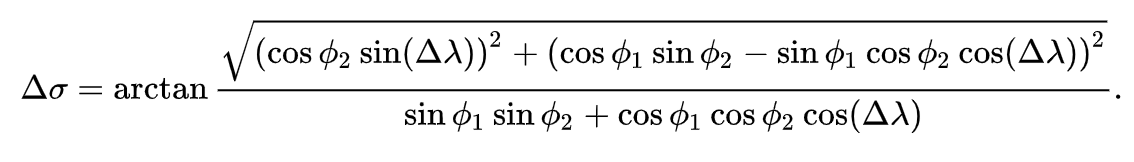 Δσ = arctan √((cos ϕ₂ sin(Δλ))² + (cos ϕ₁ sin ϕ₂ − sin ϕ₁ cos ϕ₂ cos(Δλ))²) / (sin ϕ₁ sin ϕ₂ + cos ϕ₁ cos ϕ₂ cos(Δλ)).